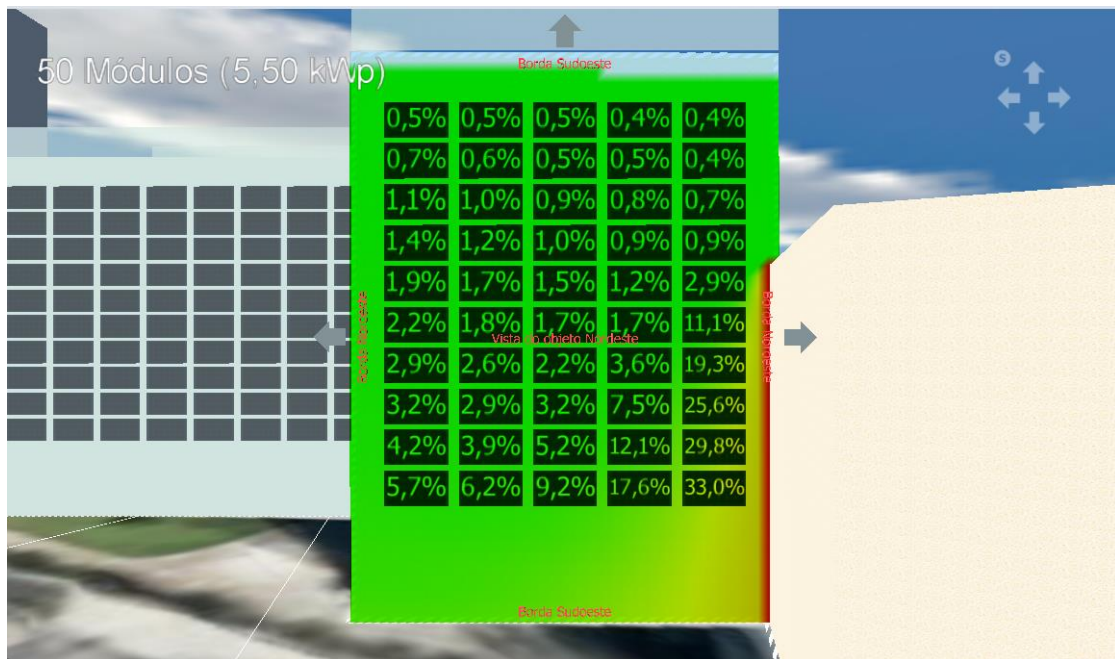 Borda Sudoeste
50 Módulos (5,50 kWp)
S
0,5% 0,5% 0,5% 0,4% 0,4%
0,7% 0,6% 0,5% 0,5% 0,4%
1,1% 1,0% 0,9% 0,8% 0,7%
1,4% 1,2% 1,0% 0,9% 0,9%
1,9% 1,7% 1,5% 1,2% 2,9%
2,2% 1,8% 1,7% 1,7% 11,1%
Vista do objeto Nordeste
2,9% 2,6% 2,2% 3,6% 19,3%
3,2% 2,9% 3,2% 7,5% 25,6%
4,2% 3,9% 5,2% 12,1% 29,8%
5,7% 6,2% 9,2% 17,6% 33,0%
Borda Noroeste
Borda Sudoeste